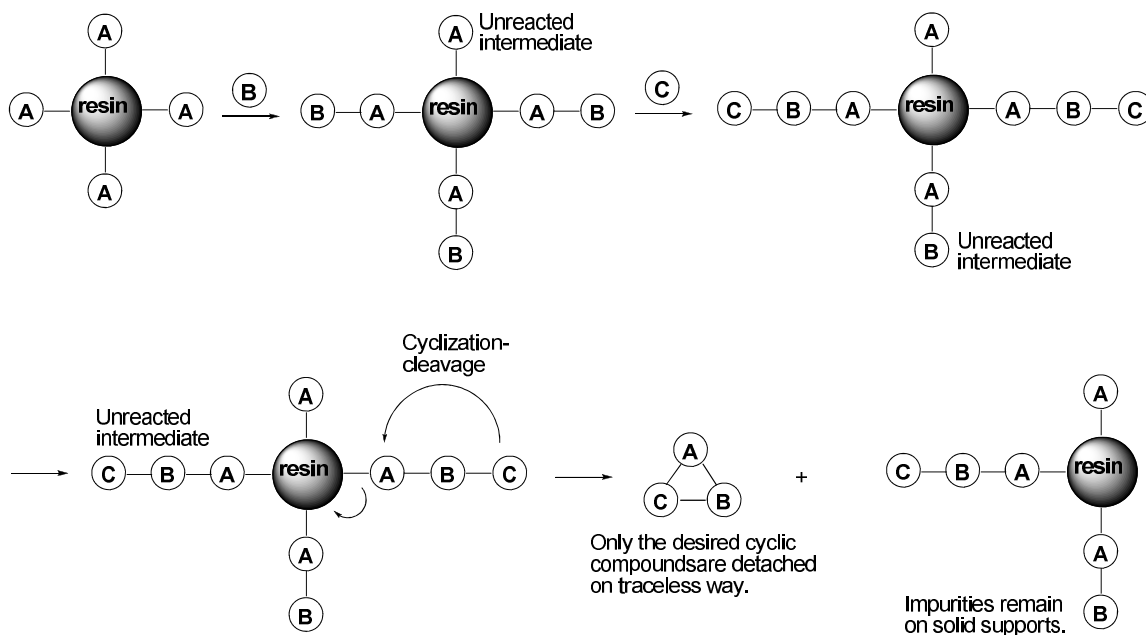 A
A resin A
A
B
A Unreacted
intermediate
B A resin A B
A
B
C
A
C B A resin A B C
A
B Unreacted
intermediate
Cyclization-
cleavage
Unreacted
intermediate
A
C B A resin A B C
A
B
A
C B
Only the desired cyclic
compoundsare detached
on traceless way.
+
A
C B A resin
A
B
Impurities remain
on solid supports.